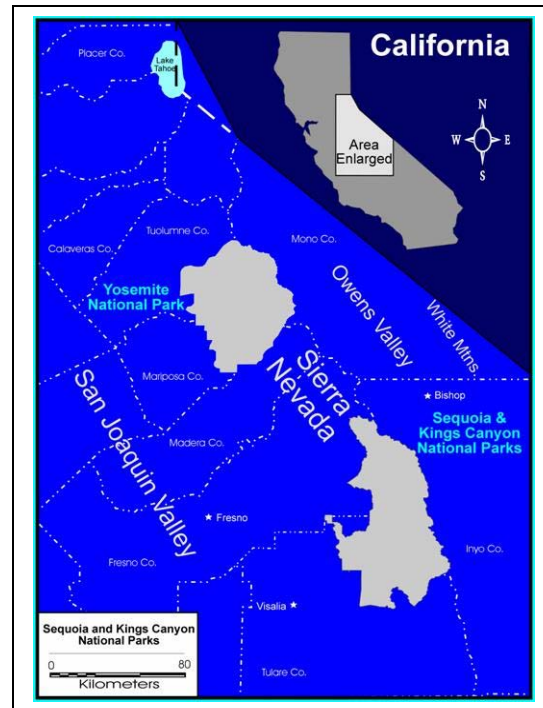 California
Placer Co.
Lake
Tahoe
N
W
E
S
Area
Enlarged
Tuolumne Co.
Mono Co.
Calaveras Co.
Yosemite
National Park
Owens Valley
White Mtns
Sierra
Nevada
Mariposa Co.
San Joaquin Valley
Bishop
Sequoia &
Kings Canyon
National Parks
Madera Co.
Fresno
Inyo Co.
Fresno Co.
Visalia
Sequoia and Kings Canyon
National Parks
0 80
Kilometers
Tulare Co.